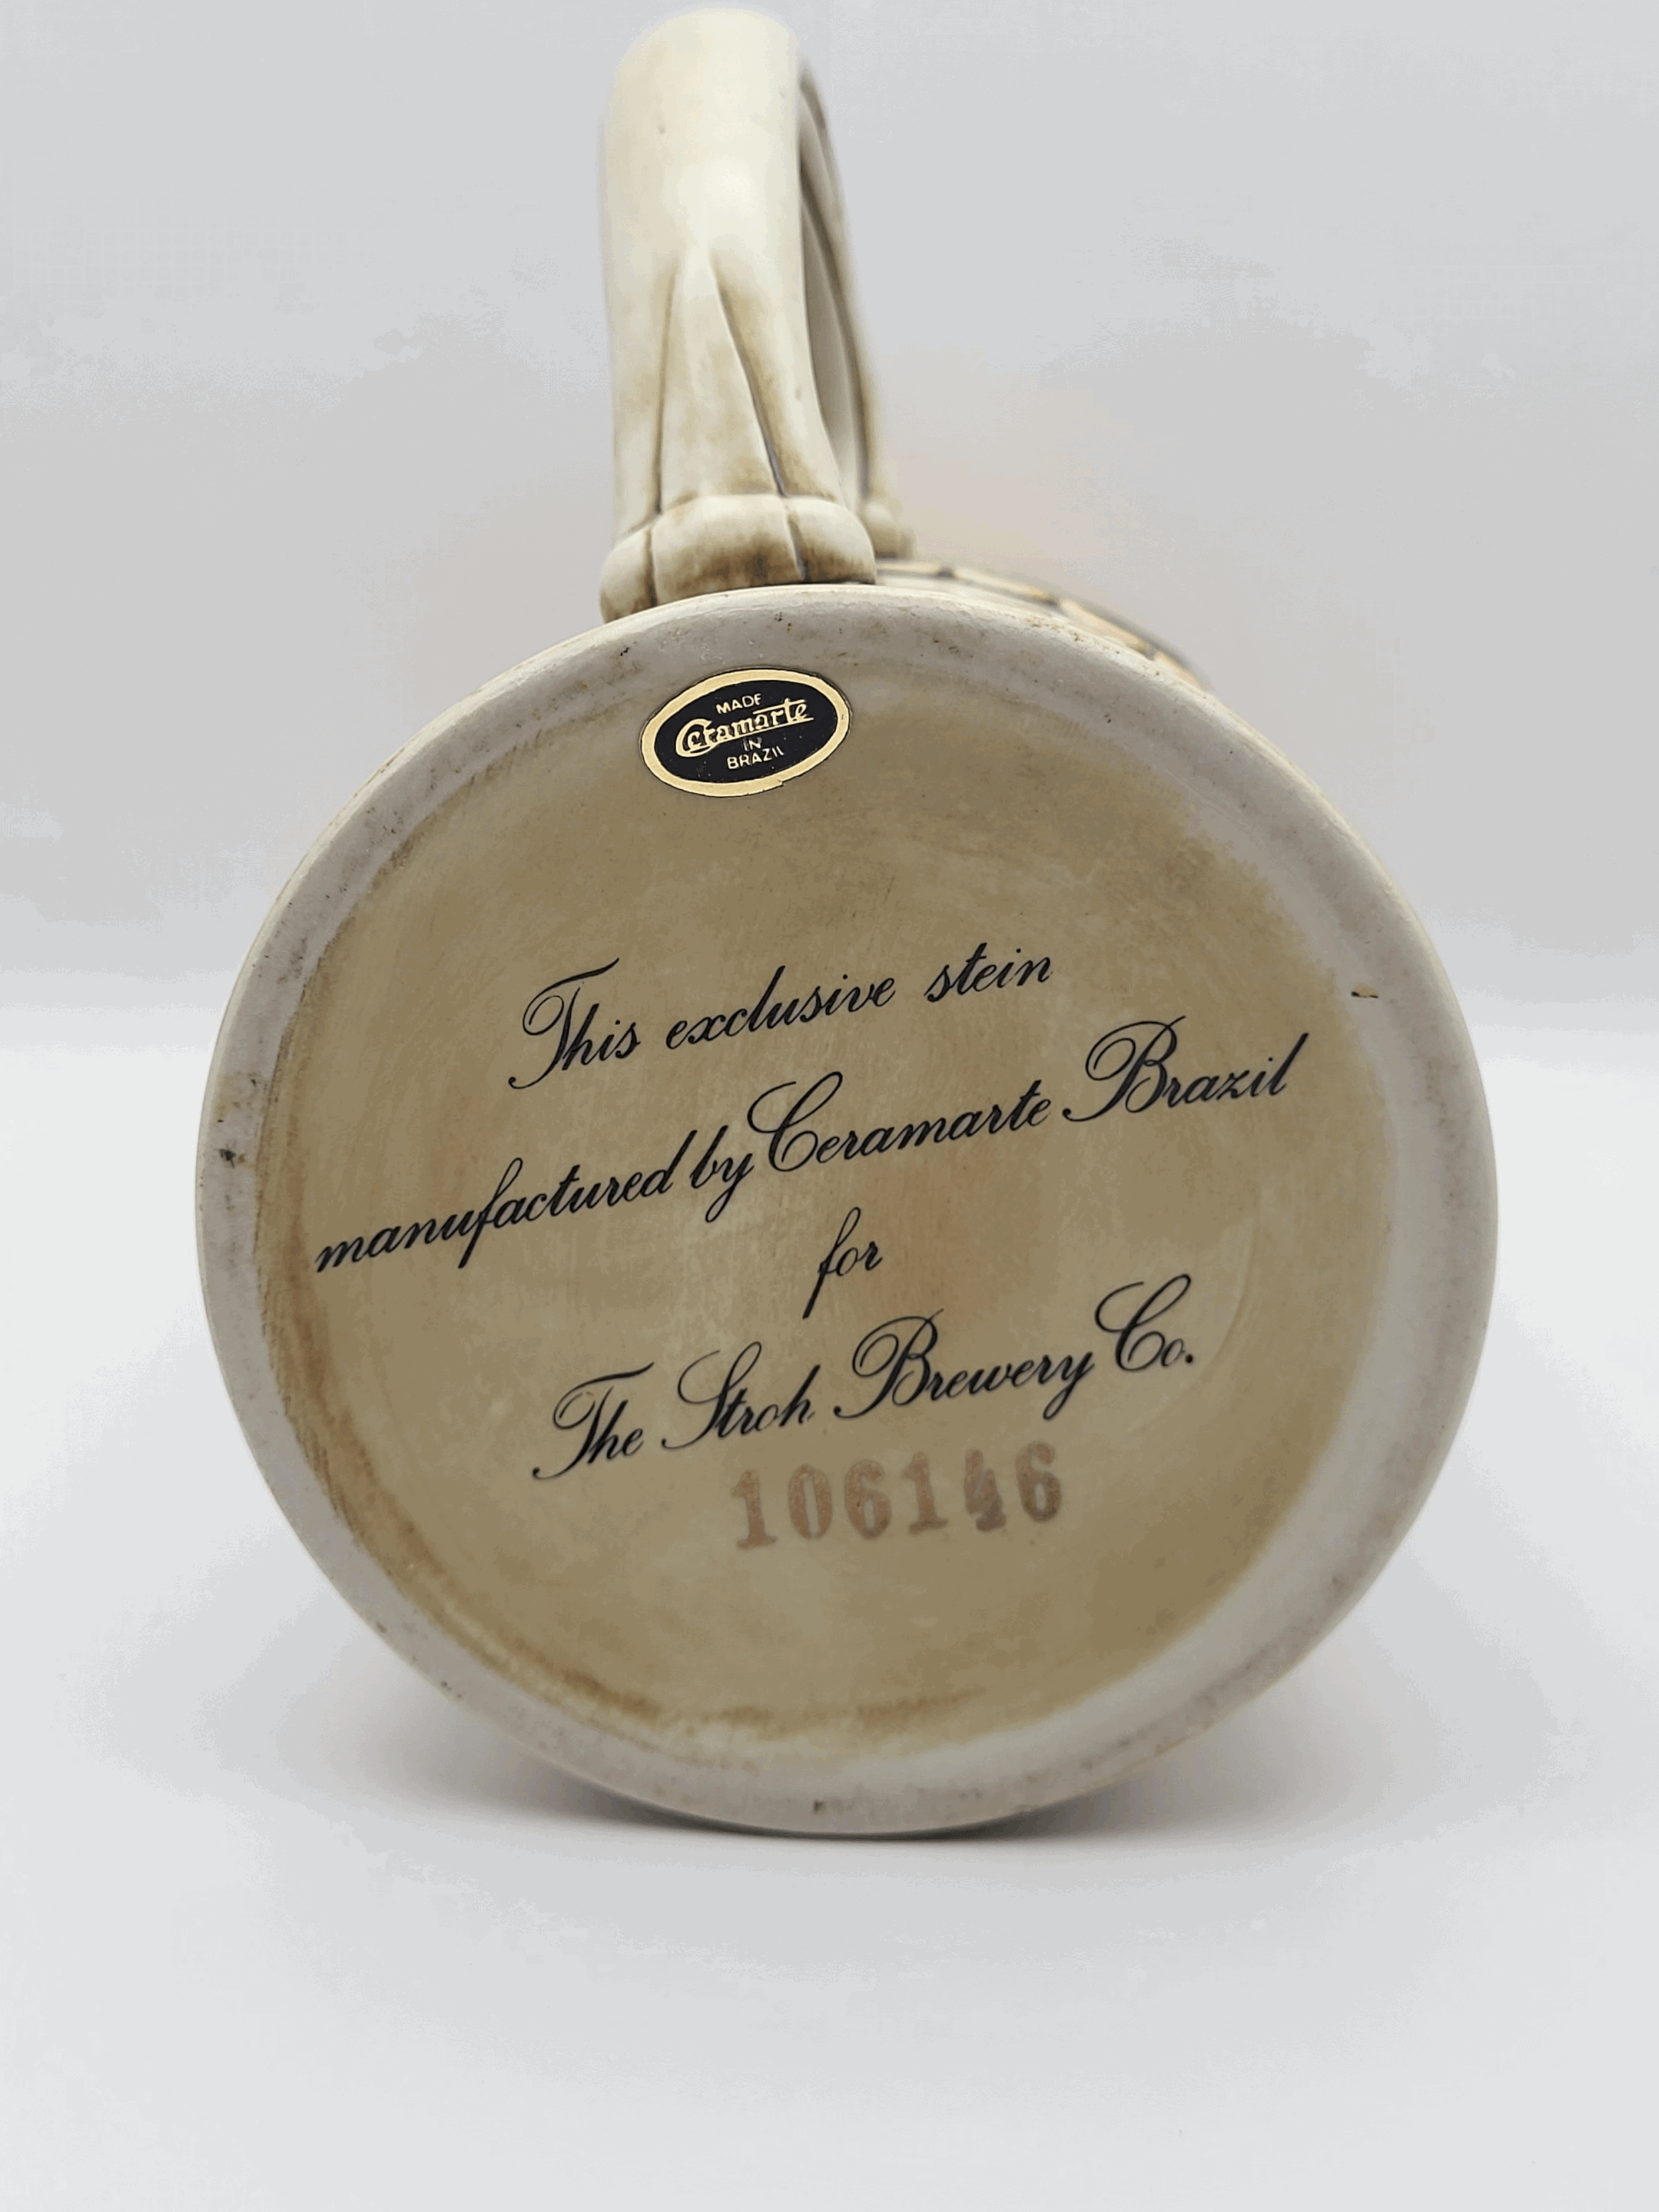 MADE
Ceramarte
IN
BRAZIL
This exclusive stein
manufactured by Ceramarte Brazil
for
The Stroh Brewery Co.
106146